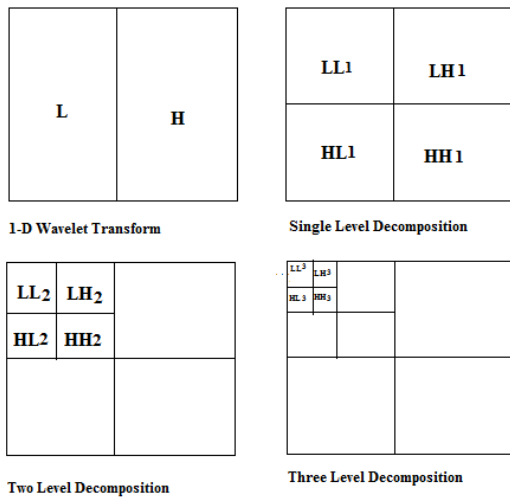 L
H
1-D Wavelet Transform
LL1
LH1
HL1
HH1
Single Level Decomposition
LL2
LH2
HL2
HH2
Two Level Decomposition
LL3
LH3
HL3
HH3
Three Level Decomposition